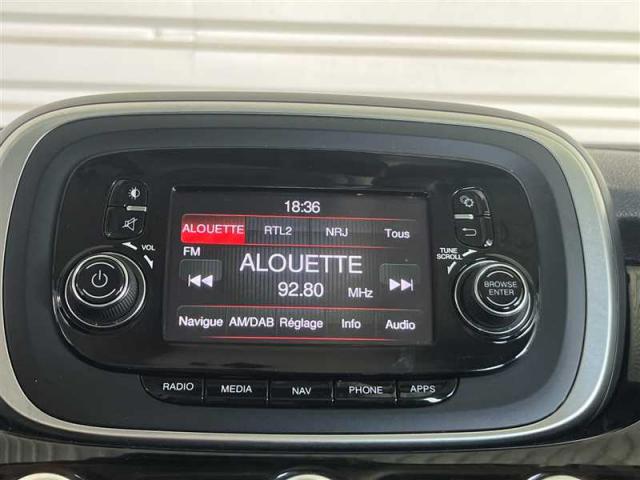 18:36
ALOUETTE RTL2 NRJ Tous
VOL
TUNE
SCROLL
FM
ALOUETTE
92.80 MHz
BROWSE
ENTER
Navigue AM/DAB Réglage Info Audio
RADIO MEDIA NAV PHONE APPS